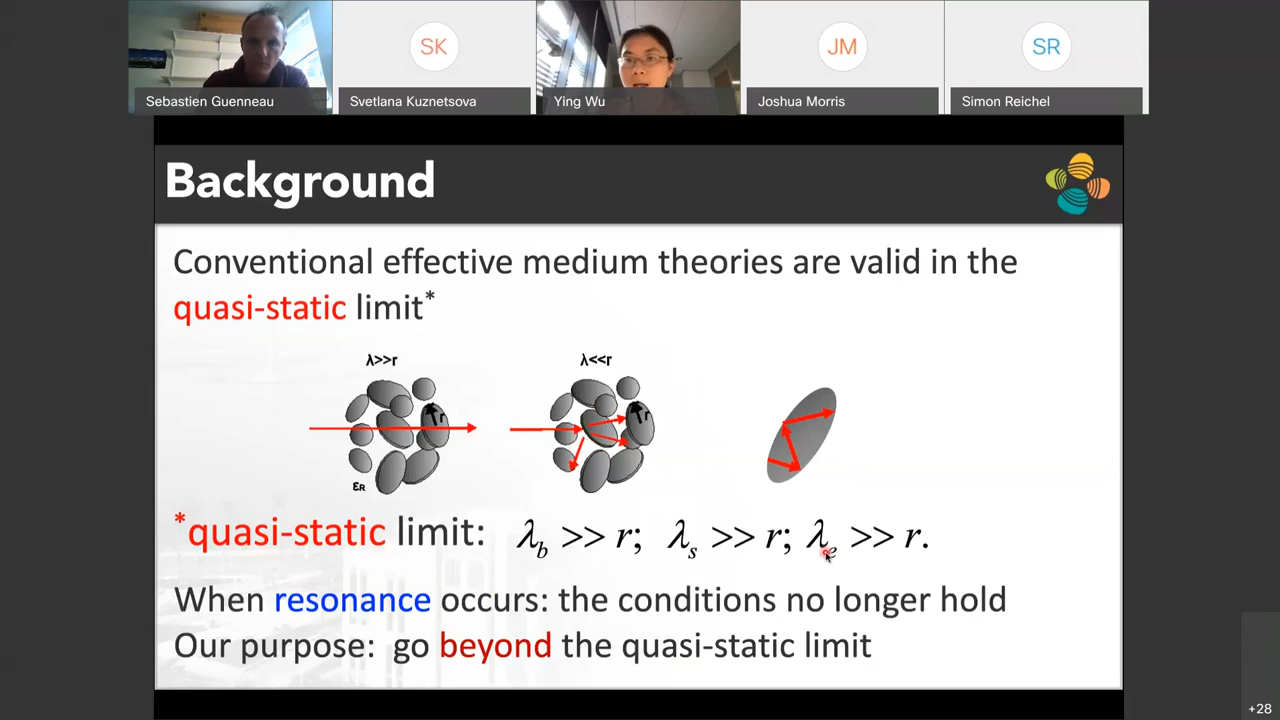 SK
JM
SR
Sebastien Guenneau
Svetlana Kuznetsova
Ying Wu
Joshua Morris
Simon Reichel
Background
Conventional effective medium theories are valid in the
quasi-static limit*
λ>>r
λ<<r
r
r
εR
*quasi-static limit: λb >> r; λs >> r; λe >> r.
When resonance occurs: the conditions no longer hold
Our purpose: go beyond the quasi-static limit
+28